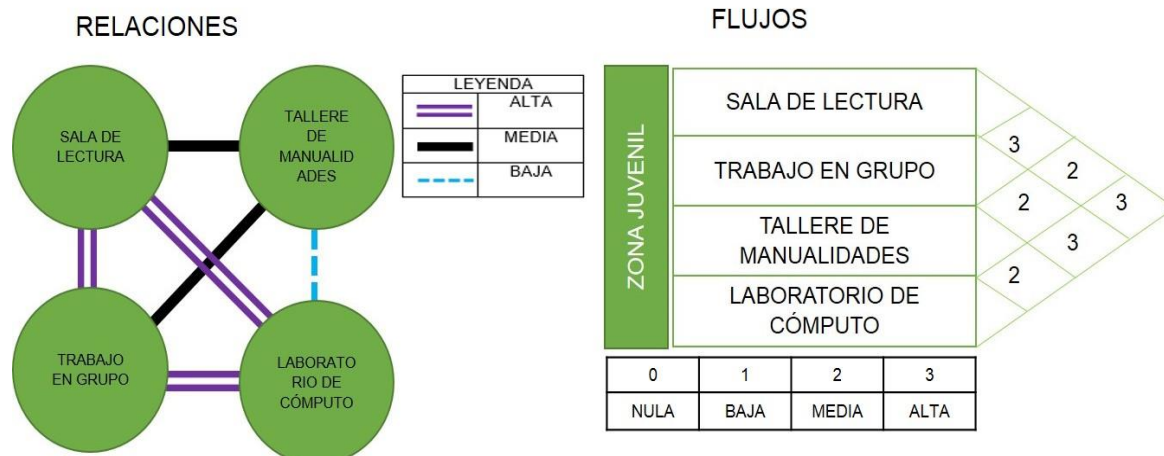 RELACIONES
SALA DE
LECTURA
TALLERE
DE
MANUALID
ADES
TRABAJO
EN GRUPO
LABORATO
RIO DE
CÓMPUTO
LEYENDA
ALTA
MEDIA
BAJA
FLUJOS
ZONA JUVENIL
SALA DE LECTURA
TRABAJO EN GRUPO
TALLERE DE
MANUALIDADES
LABORATORIO DE
CÓMPUTO
3
2
2
3
3
2
0 1 2 3
NULA BAJA MEDIA ALTA